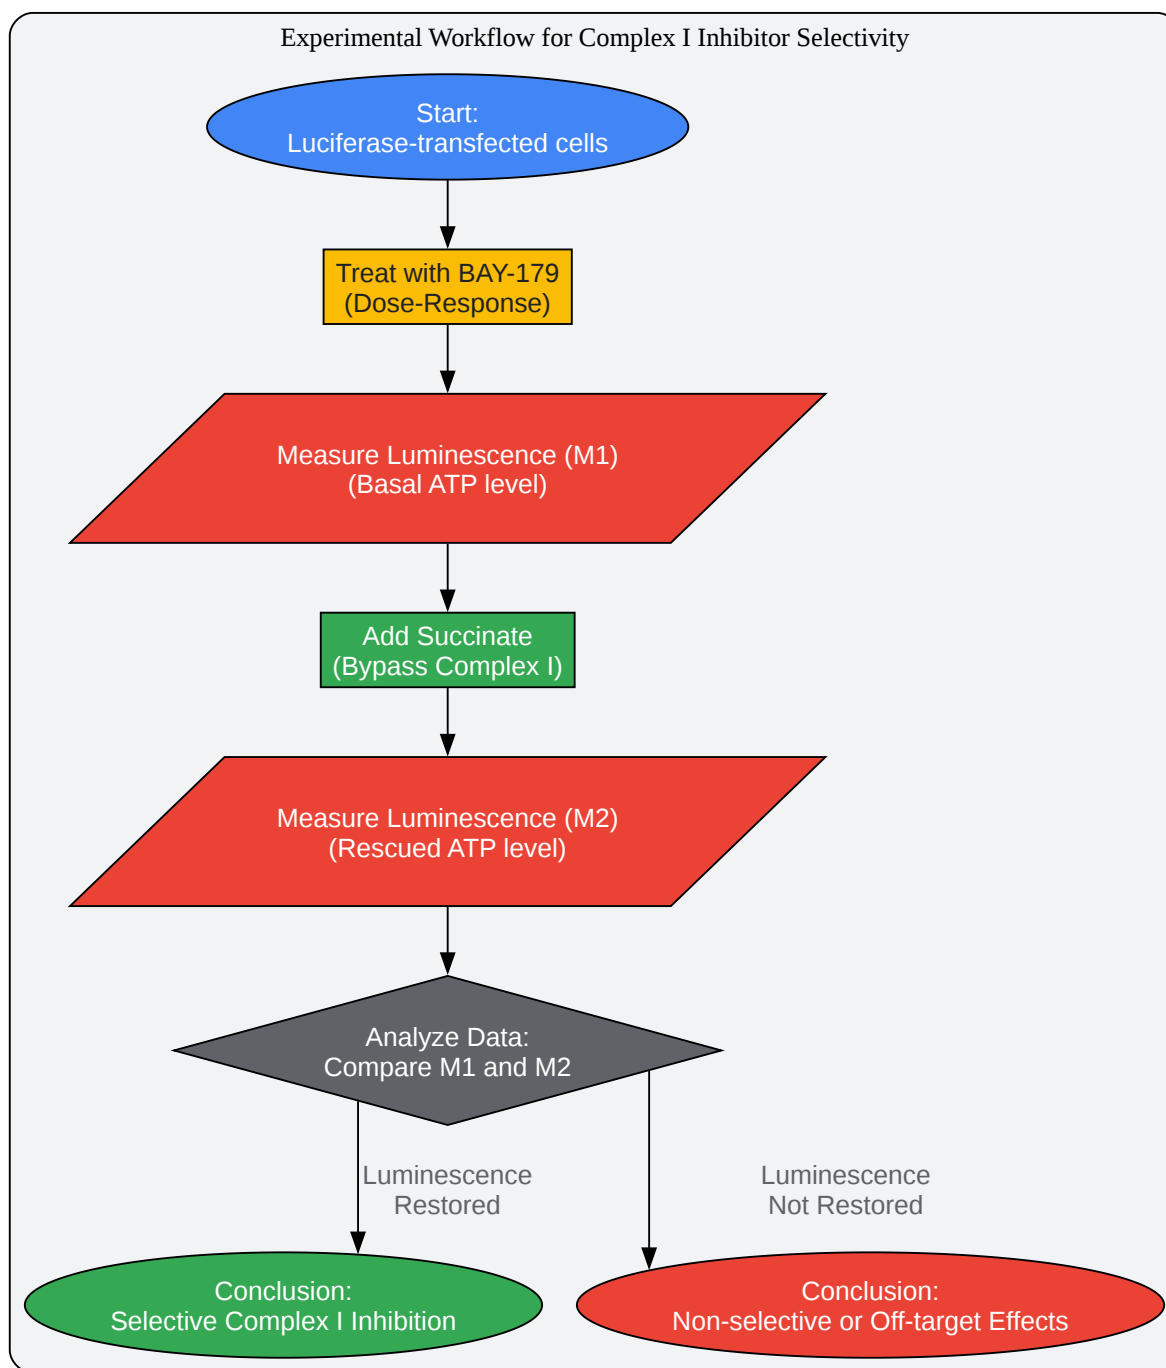 Experimental Workflow for Complex I Inhibitor Selectivity
Start:
Luciferase-transfected cells
Treat with BAY-179
(Dose-Response)
Measure Luminescence (M1)
(Basal ATP level)
Add Succinate
(Bypass Complex I)
Measure Luminescence (M2)
(Rescued ATP level)
Analyze Data:
Compare M1 and M2
Luminescence
Restored
Luminescence
Not Restored
Conclusion:
Selective Complex I Inhibition
Conclusion:
Non-selective or Off-target Effects